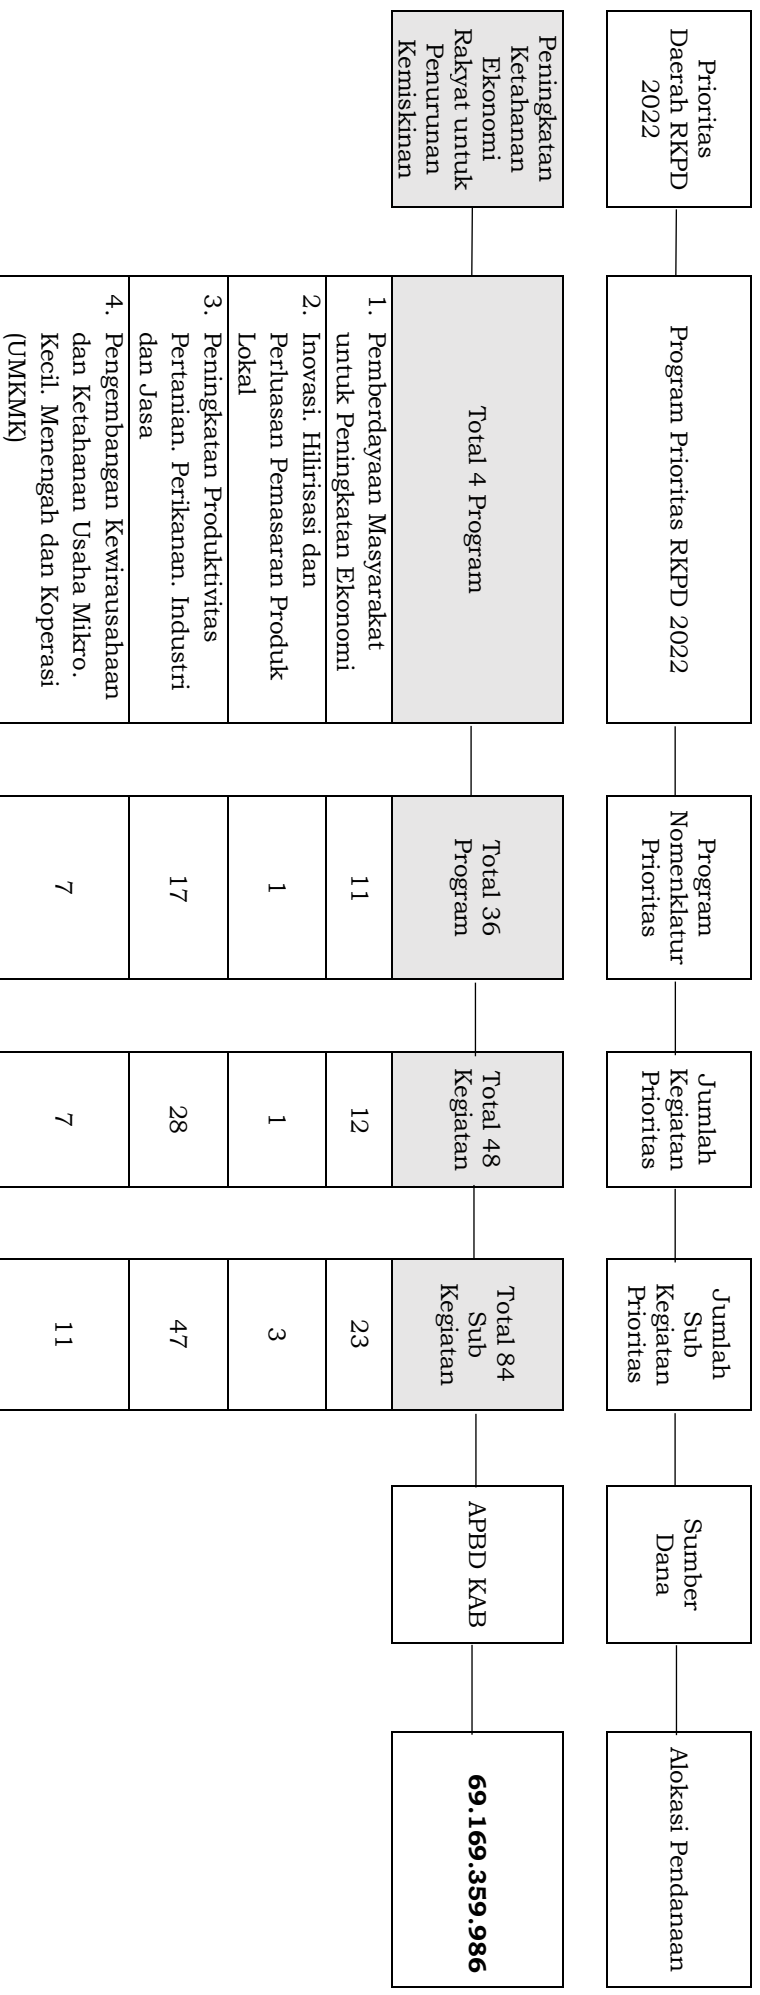 Prioritas
Daerah RKPD
2022
Program Prioritas RKPD 2022
Program
Nomenklatur
Prioritas
Jumlah
Kegiatan
Prioritas
Jumlah
Sub
Kegiatan
Prioritas
Sumber
Dana
Alokasi Pendanaan
Peningkatan
Ketahanan
Ekonomi
Rakyat untuk
Penurunan
Kemiskinan
Total 4 Program
Total 36
Program
Total 48
Kegiatan
Total 84
Sub
Kegiatan
APBD KAB
69.169.359.986
1. Pemberdayaan Masyarakat
untuk Peningkatan Ekonomi
11
12
23
2. Inovasi. Hilirisasi dan
Perluasan Pemasaran Produk
Lokal
1
1
3
3. Peningkatan Produktivitas
Pertanian. Perikanan. Industri
dan Jasa
17
28
47
4. Pengembangan Kewirausahaan
dan Ketahanan Usaha Mikro.
Kecil. Menengah dan Koperasi
(UMKMK)
7
7
11